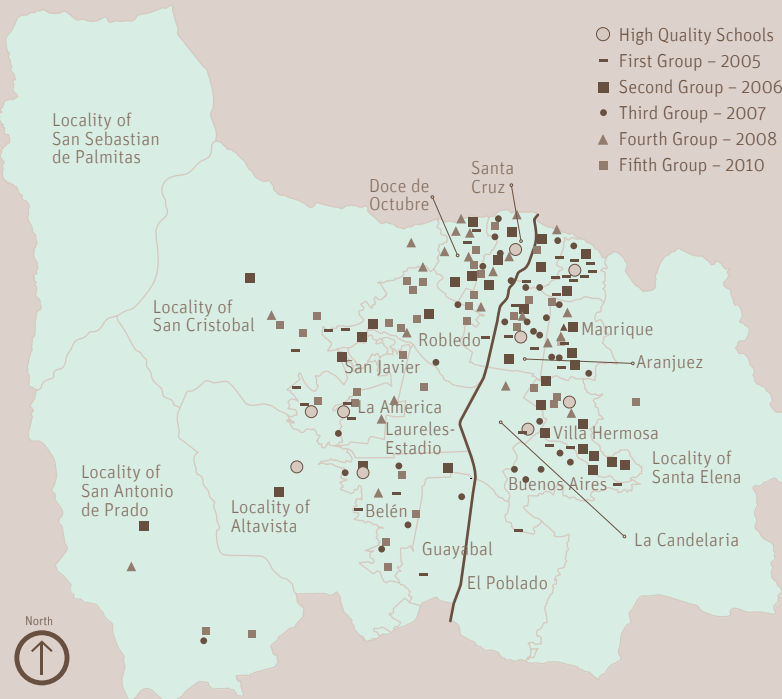 High Quality Schools
First Group – 2005
Second Group – 2006
Third Group – 2007
Fourth Group – 2008
Fifith Group – 2010
Locality of
San Sebastian
de Palmitas
Santa
Cruz
Doce de
Octubre
Locality of
San Cristobal
Robledo
Manrique
Aranjuez
San Javier
La America
Laureles-
Estadio
Villa Hermosa
Locality of
Santa Elena
Locality of
San Antonio
de Prado
Buenos Aires
Locality of
Altavista
Belén
La Candelaria
Guayabal
El Poblado
North